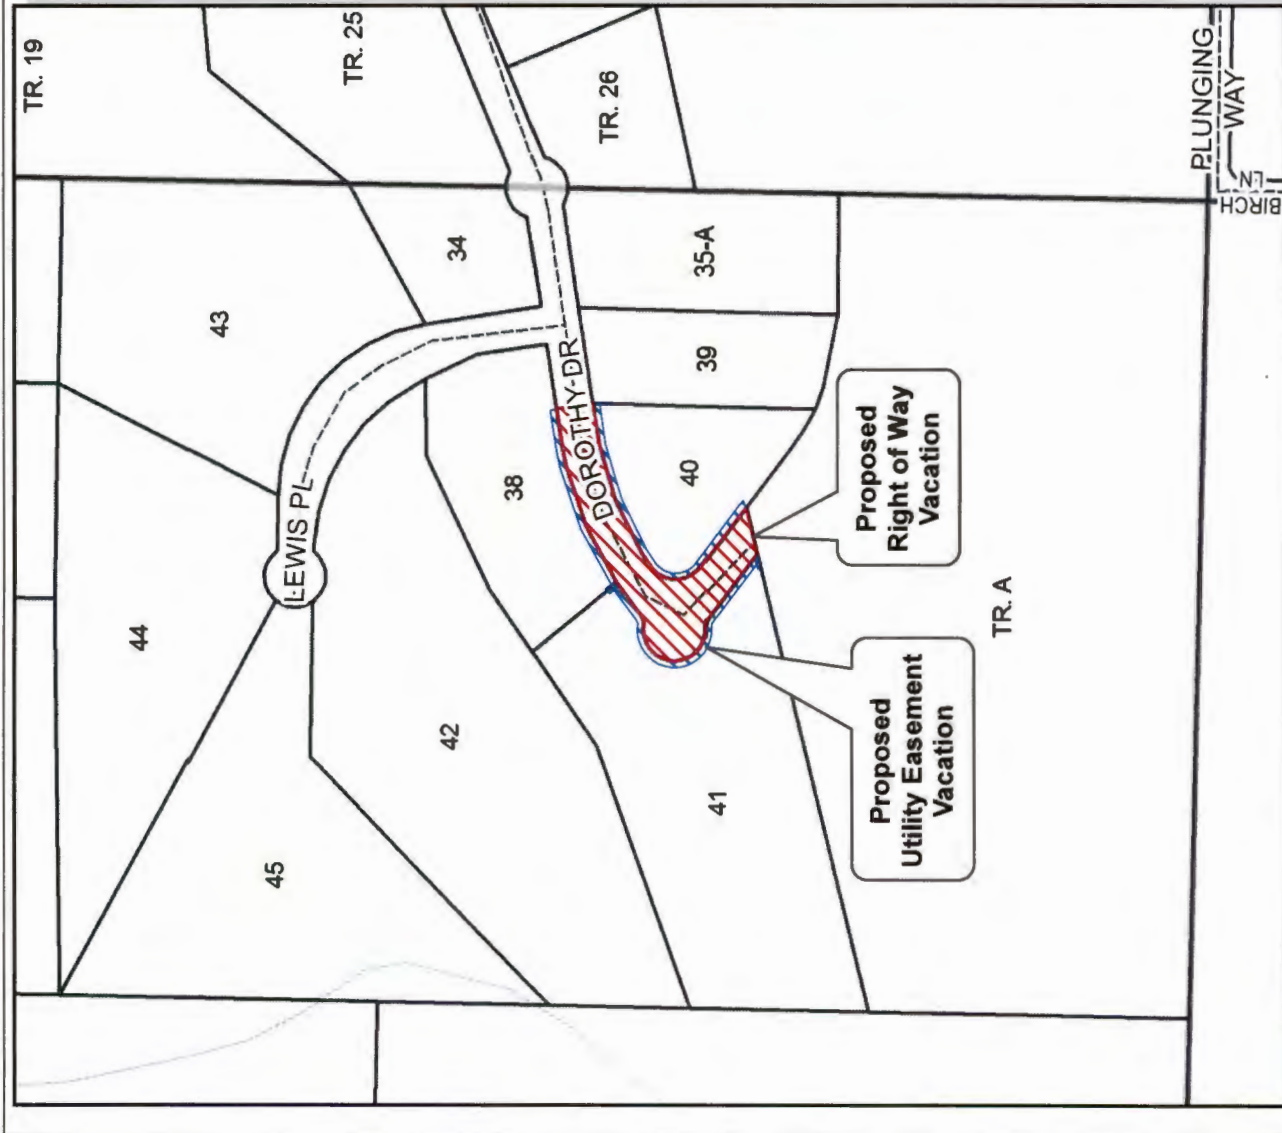 TR. 19
TR. 25
TR. 26
PLUNGING
WAY
BIRCH
LN
34
43
35-A
39
LEWIS PL
DOROTHY DR
38
40
44
42
45
41
TR. A
Proposed
Right of Way
Vacation
Proposed
Utility Easement
Vacation